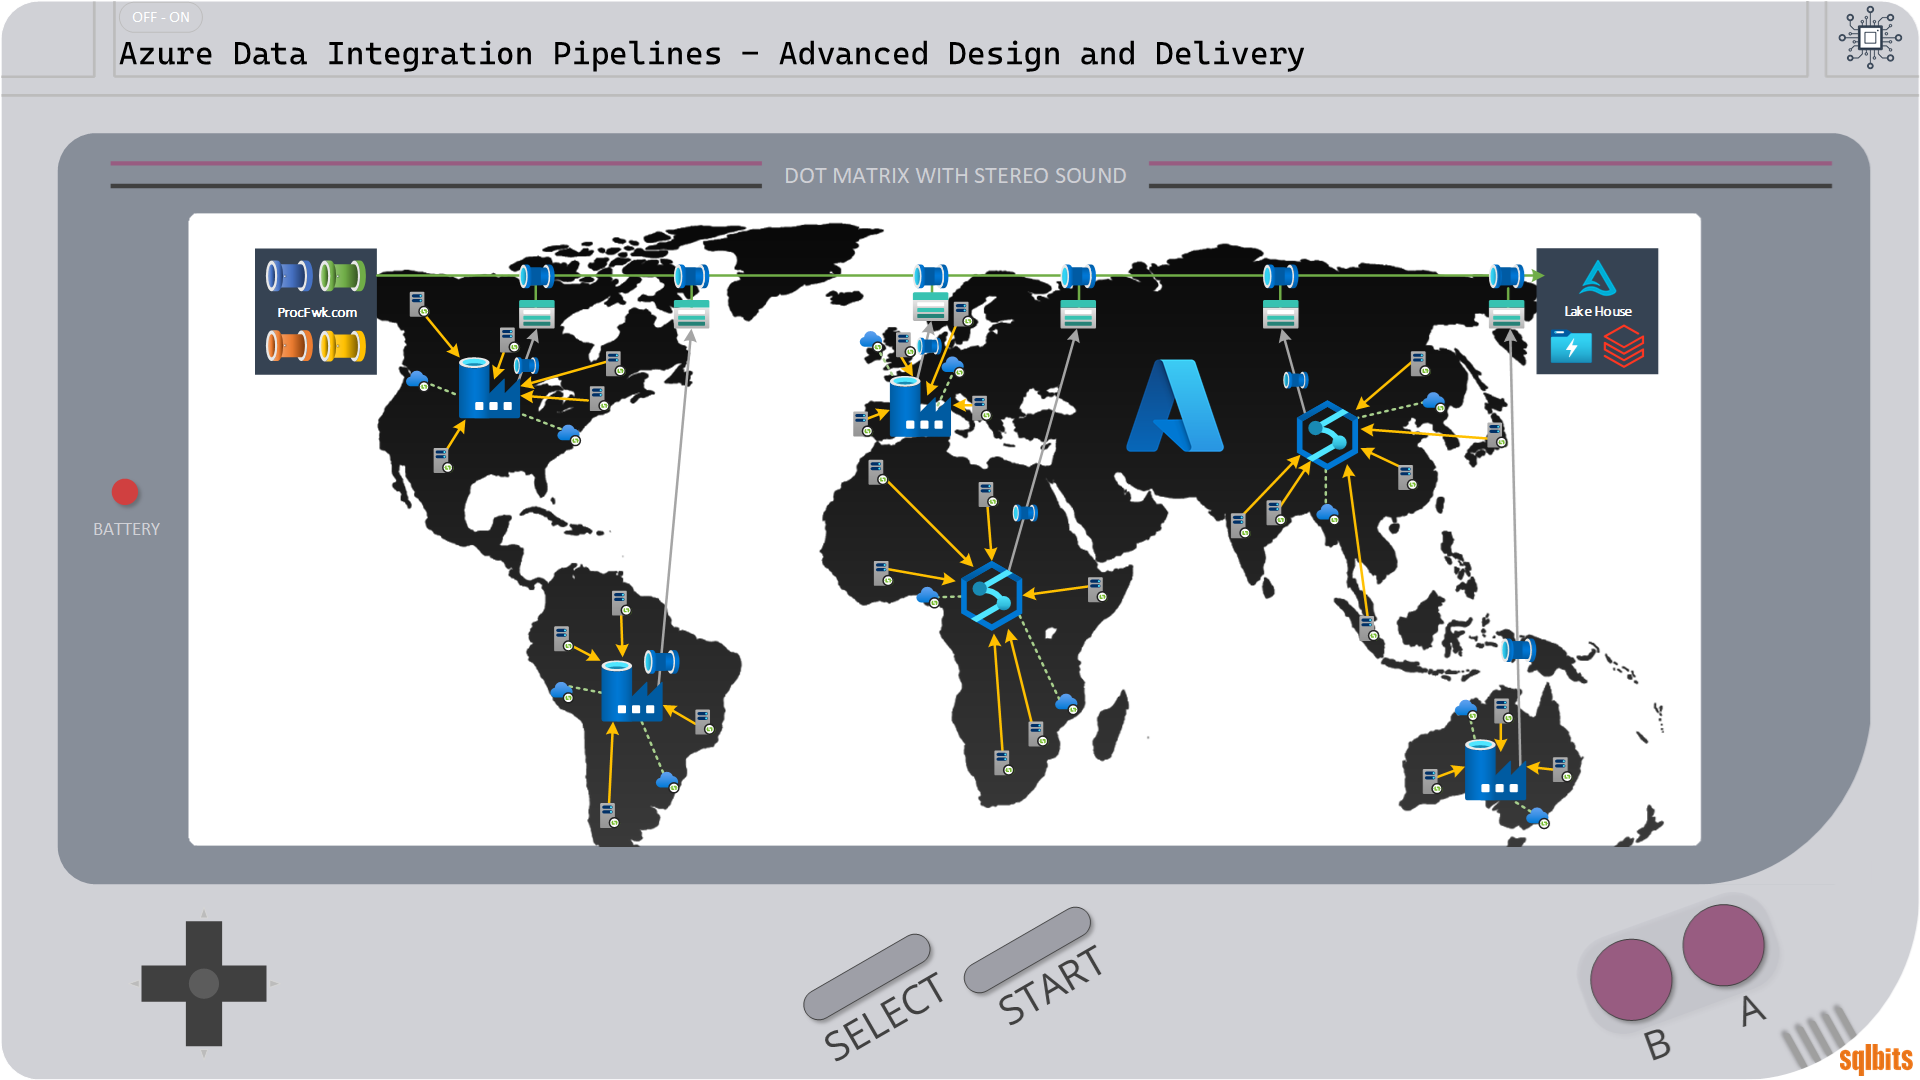 OFF - ON
Azure Data Integration Pipelines – Advanced Design and Delivery
DOT MATRIX WITH STEREO SOUND
ProcFwk.com
Lake House
BATTERY
SELECT
START
B
A
sqlbits